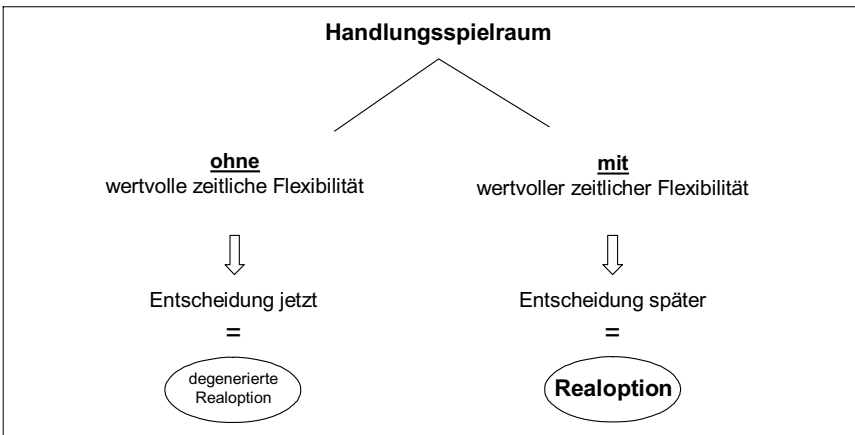 Handlungsspielraum
ohne
wertvolle zeitliche Flexibilität
mit
wertvoller zeitlicher Flexibilität
Entscheidung jetzt
=
degenerierte
Realoption
Entscheidung später
=
Realoption